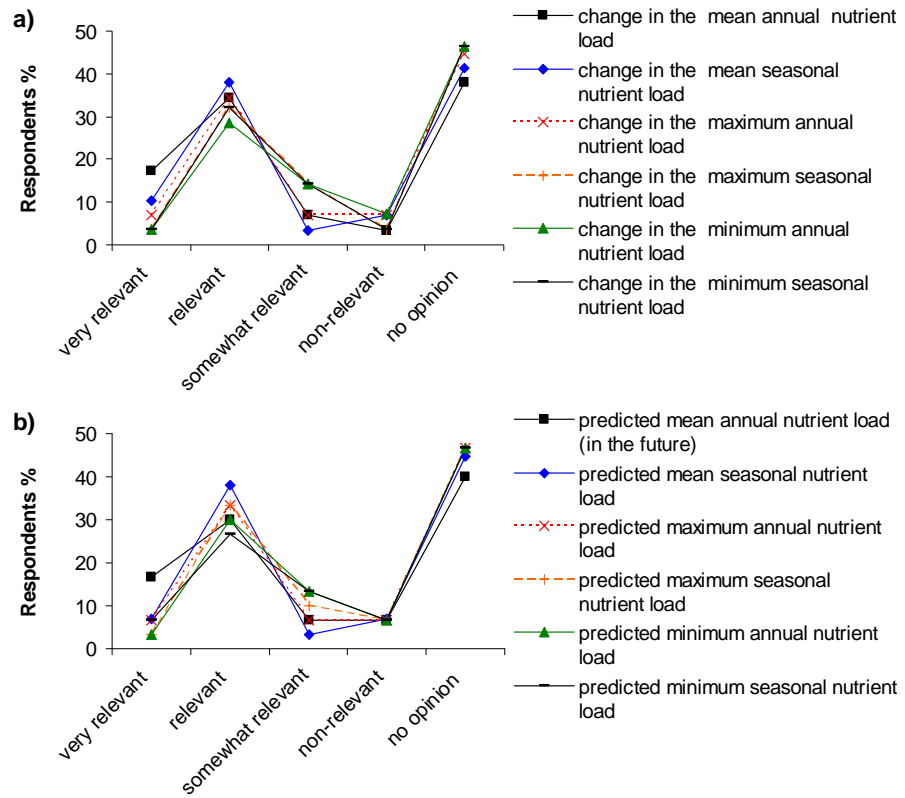 a)
50
40
30
20
10
0
Respondents %
very relevant
relevant
somewhat relevant
non-relevant
no opinion
change in the mean annual nutrient
load
change in the mean seasonal
nutrient load
change in the maximum annual
nutrient load
change in the maximum seasonal
nutrient load
change in the minimum annual
nutrient load
change in the minimum seasonal
nutrient load
b)
50
40
30
20
10
0
Respondents %
very relevant
relevant
somewhat relevant
non-relevant
no opinion
predicted mean annual nutrient load
(in the future)
predicted mean seasonal nutrient
load
predicted maximum annual nutrient
load
predicted maximum seasonal
nutrient load
predicted minimum annual nutrient
load
predicted minimum seasonal nutrient
load